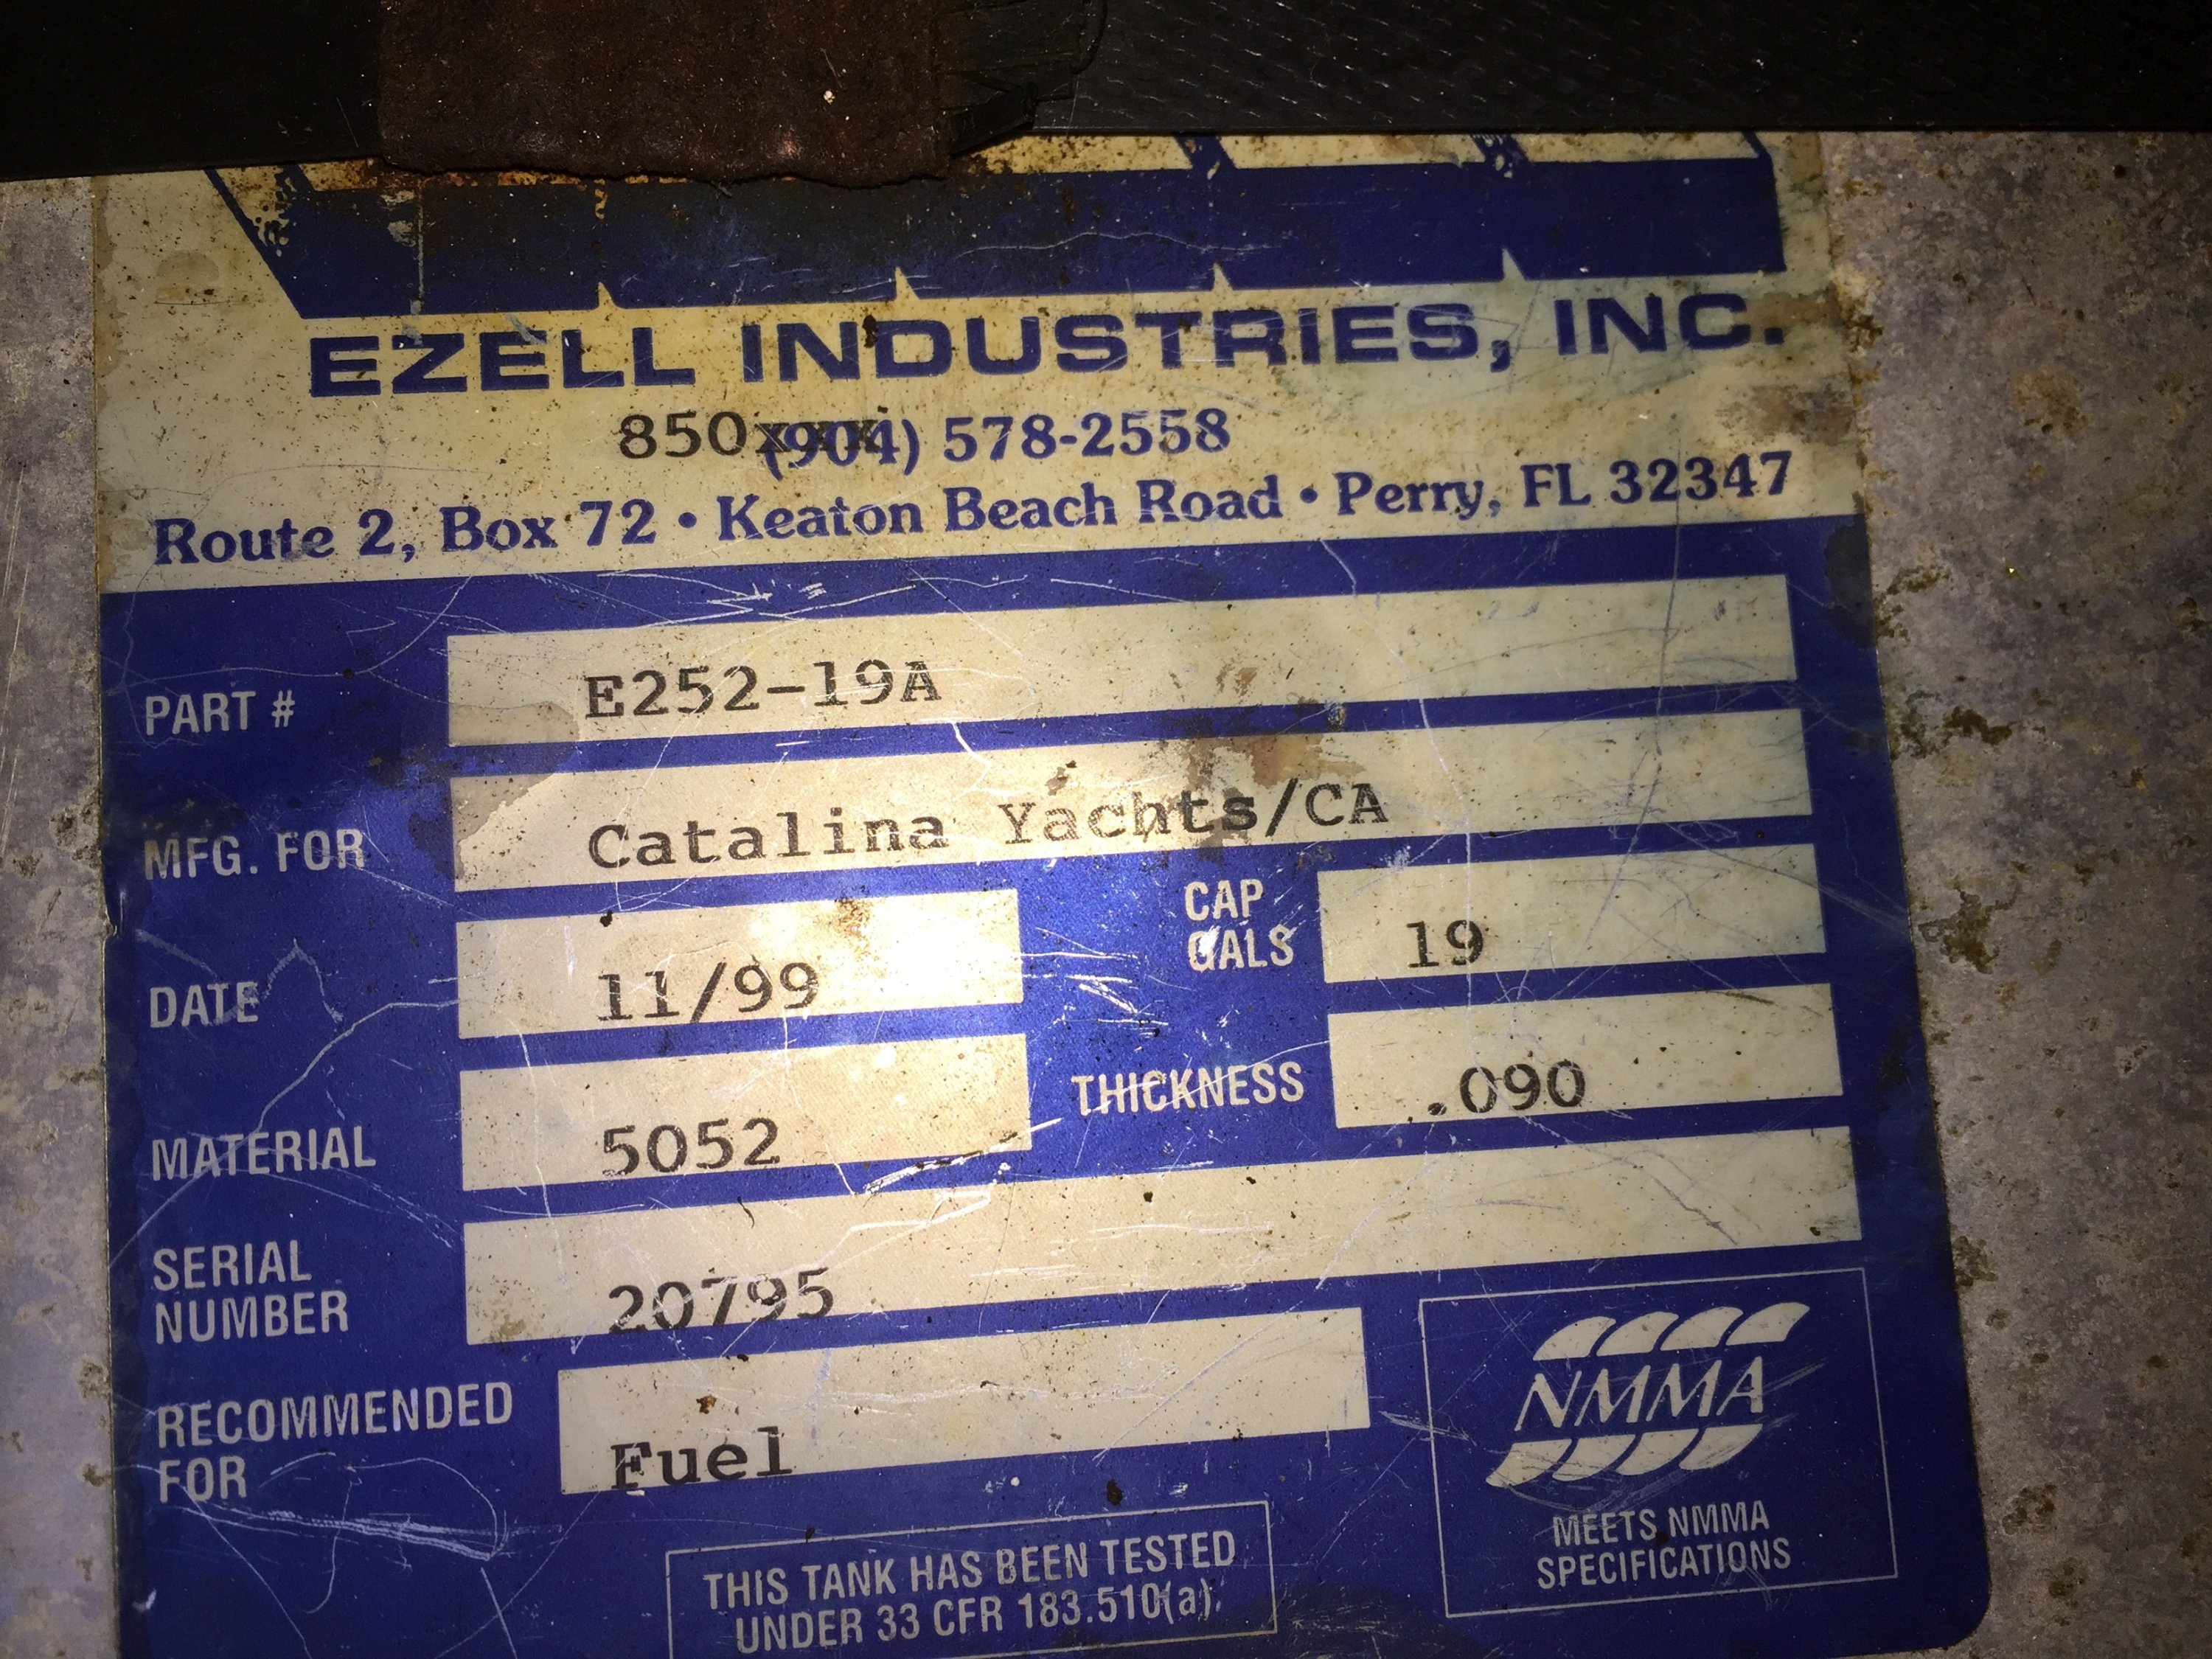 EZELL INDUSTRIES, INC.
850xxx(904) 578-2558
Route 2, Box 72 • Keaton Beach Road • Perry, FL 32347
PART # E252-19A
MFG. FOR Catalina Yachts/CA
DATE 11/99 CAP GALS 19
MATERIAL 5052 THICKNESS .090
SERIAL NUMBER 20795
RECOMMENDED FOR Fuel
THIS TANK HAS BEEN TESTED
UNDER 33 CFR 183.510(a).
NMMA
MEETS NMMA
SPECIFICATIONS